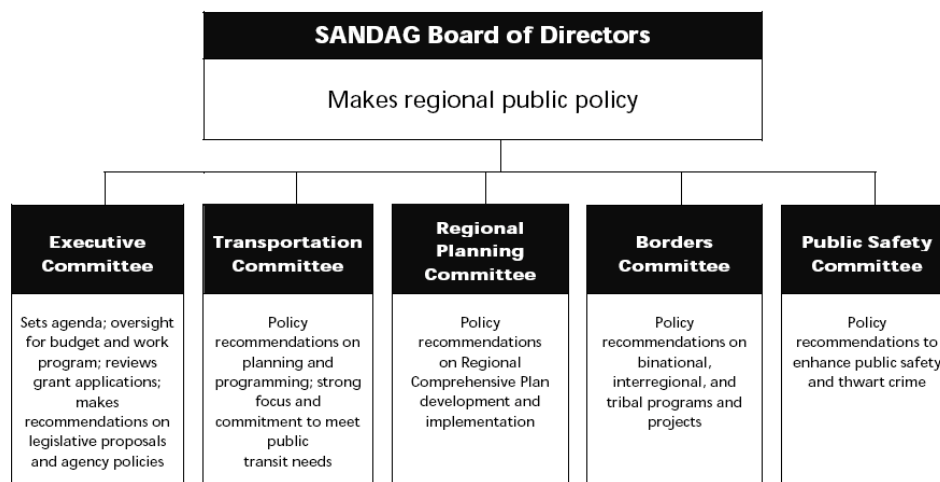 SANDAG Board of Directors
Makes regional public policy
Executive
Committee
Sets agenda; oversight
for budget and work
program; reviews
grant applications;
makes
recommendations on
legislative proposals
and agency policies
Transportation
Committee
Policy
recommendations on
planning and
programming; strong
focus and
commitment to meet
public
transit needs
Regional
Planning
Committee
Policy
recommendations
on Regional
Comprehensive Plan
development and
implementation
Borders
Committee
Policy
recommendations on
binational,
interregional, and
tribal programs and
projects
Public Safety
Committee
Policy
recommendations to
enhance public safety
and thwart crime